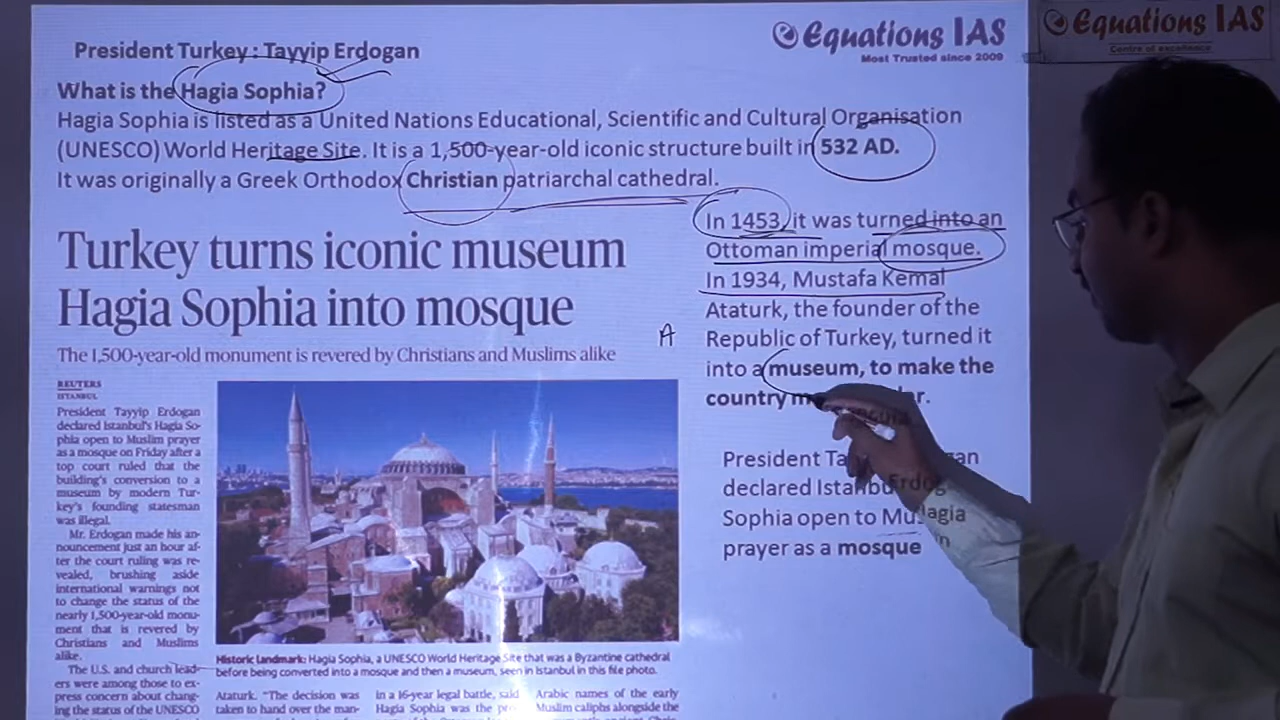 President Turkey : Tayyip Erdogan
Equations IAS
Most Trusted since 2009
Equations IAS
Centre of excellence
What is the Hagia Sophia?
Hagia Sophia is listed as a United Nations Educational, Scientific and Cultural Organisation
(UNESCO) World Heritage Site. It is a 1,500-year-old iconic structure built in 532 AD.
It was originally a Greek Orthodox Christian patriarchal cathedral.
Turkey turns iconic museum
Hagia Sophia into mosque
The 1,500-year-old monument is revered by Christians and Muslims alike
REUTERS
ISTANBUL
President Tayyip Erdogan
declared Istanbul's Hagia So-
phia open to Muslim prayer
as a mosque on Friday after a
top court ruled that the
building's conversion to a
museum by modern Tur-
key's founding statesman
was illegal.
Mr. Erdogan made his an-
nouncement just an hour af-
ter the court ruling was re-
vealed, brushing aside
international warnings not
to change the status of the
nearly 1,500-year-old monu-
ment that is revered by
Christians and Muslims
alike.
The U.S. and church lead-
ers were among those to ex-
press concern about chang-
ing the status of the UNESCO
Historic Landmark: Hagia Sophia, a UNESCO World Heritage Site that was a Byzantine cathedral
before being converted into a mosque and then a museum, seen in Istanbul in this file photo.
Ataturk. "The decision was
taken to hand over the man-
in a 16-year legal battle, said
Hagia Sophia was the
Arabic names of the early
Muslim caliphs alongside the
In 1453, it was turned into an
Ottoman imperial mosque.
In 1934, Mustafa Kemal
Ataturk, the founder of the
A
Republic of Turkey, turned it
into a museum, to make the
country
President
declared
Sophia open to
prayer as a mosque